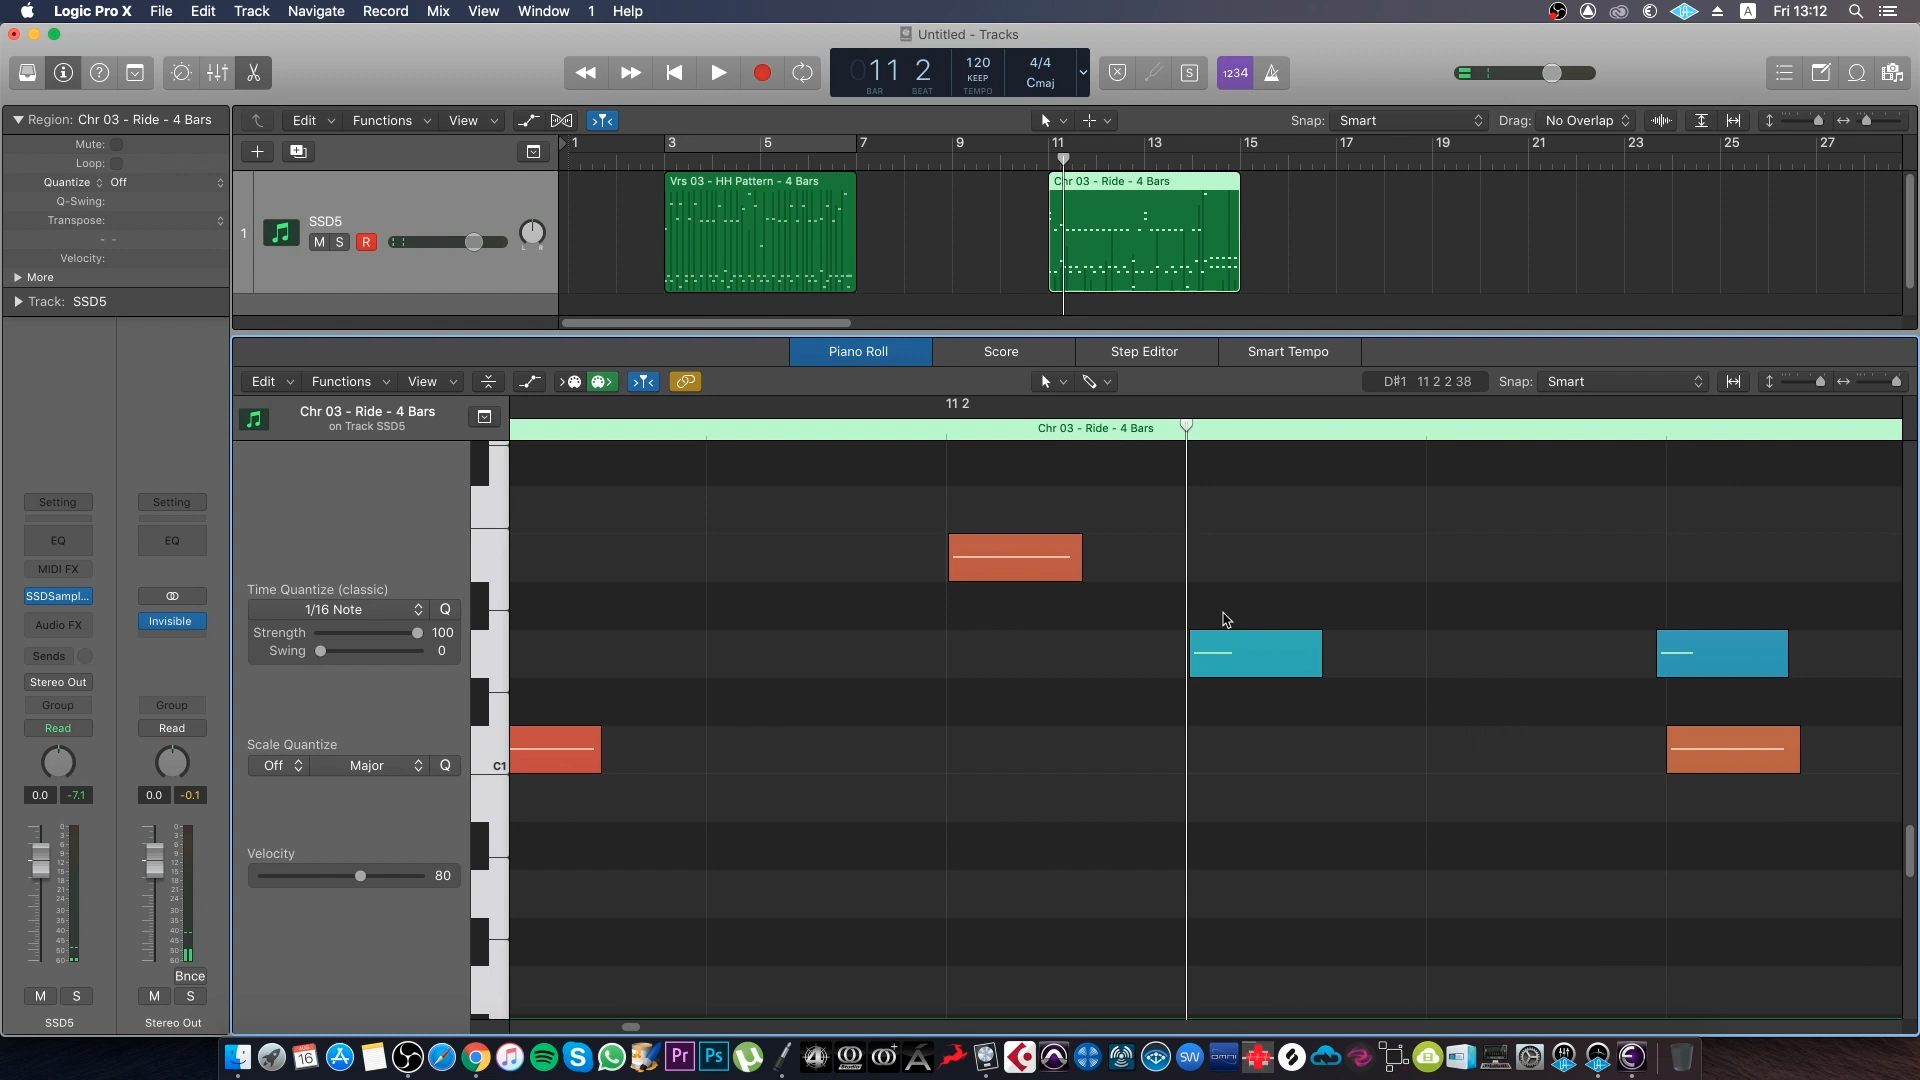 Logic Pro X File Edit Track Navigate Record Mix View Window 1 Help
A Fri 13:12
Untitled - Tracks
11 2
BAR BEAT
120
KEEP
TEMPO
4/4
Cmaj
S
1234
Region: Chr 03 - Ride - 4 Bars
Mute:
Loop:
Quantize Off
Q-Swing:
Transpose:
Velocity:
More
Track: SSD5
Edit Functions View
Snap: Smart
Drag: No Overlap
1 3 5 7 9 11 13 15 17 19 21 23 25 27
1
SSD5
M S R
L R
Vrs 03 - HH Pattern - 4 Bars
Chr 03 - Ride - 4 Bars
Piano Roll Score Step Editor Smart Tempo
Edit Functions View
D#1 11 2 2 38
Snap: Smart
Chr 03 - Ride - 4 Bars
on Track SSD5
11 2
Chr 03 - Ride - 4 Bars
Time Quantize (classic)
1/16 Note Q
Strength 100
Swing 0
Scale Quantize
Off Major Q
Velocity
80
C1
Setting Setting
EQ EQ
MIDI FX
SSDSampl...
Audio FX Invisible
Sends
Stereo Out
Group Group
Read Read
0.0 -7.1 0.0 -0.1
Bnce
M S M S
SSD5 Stereo Out